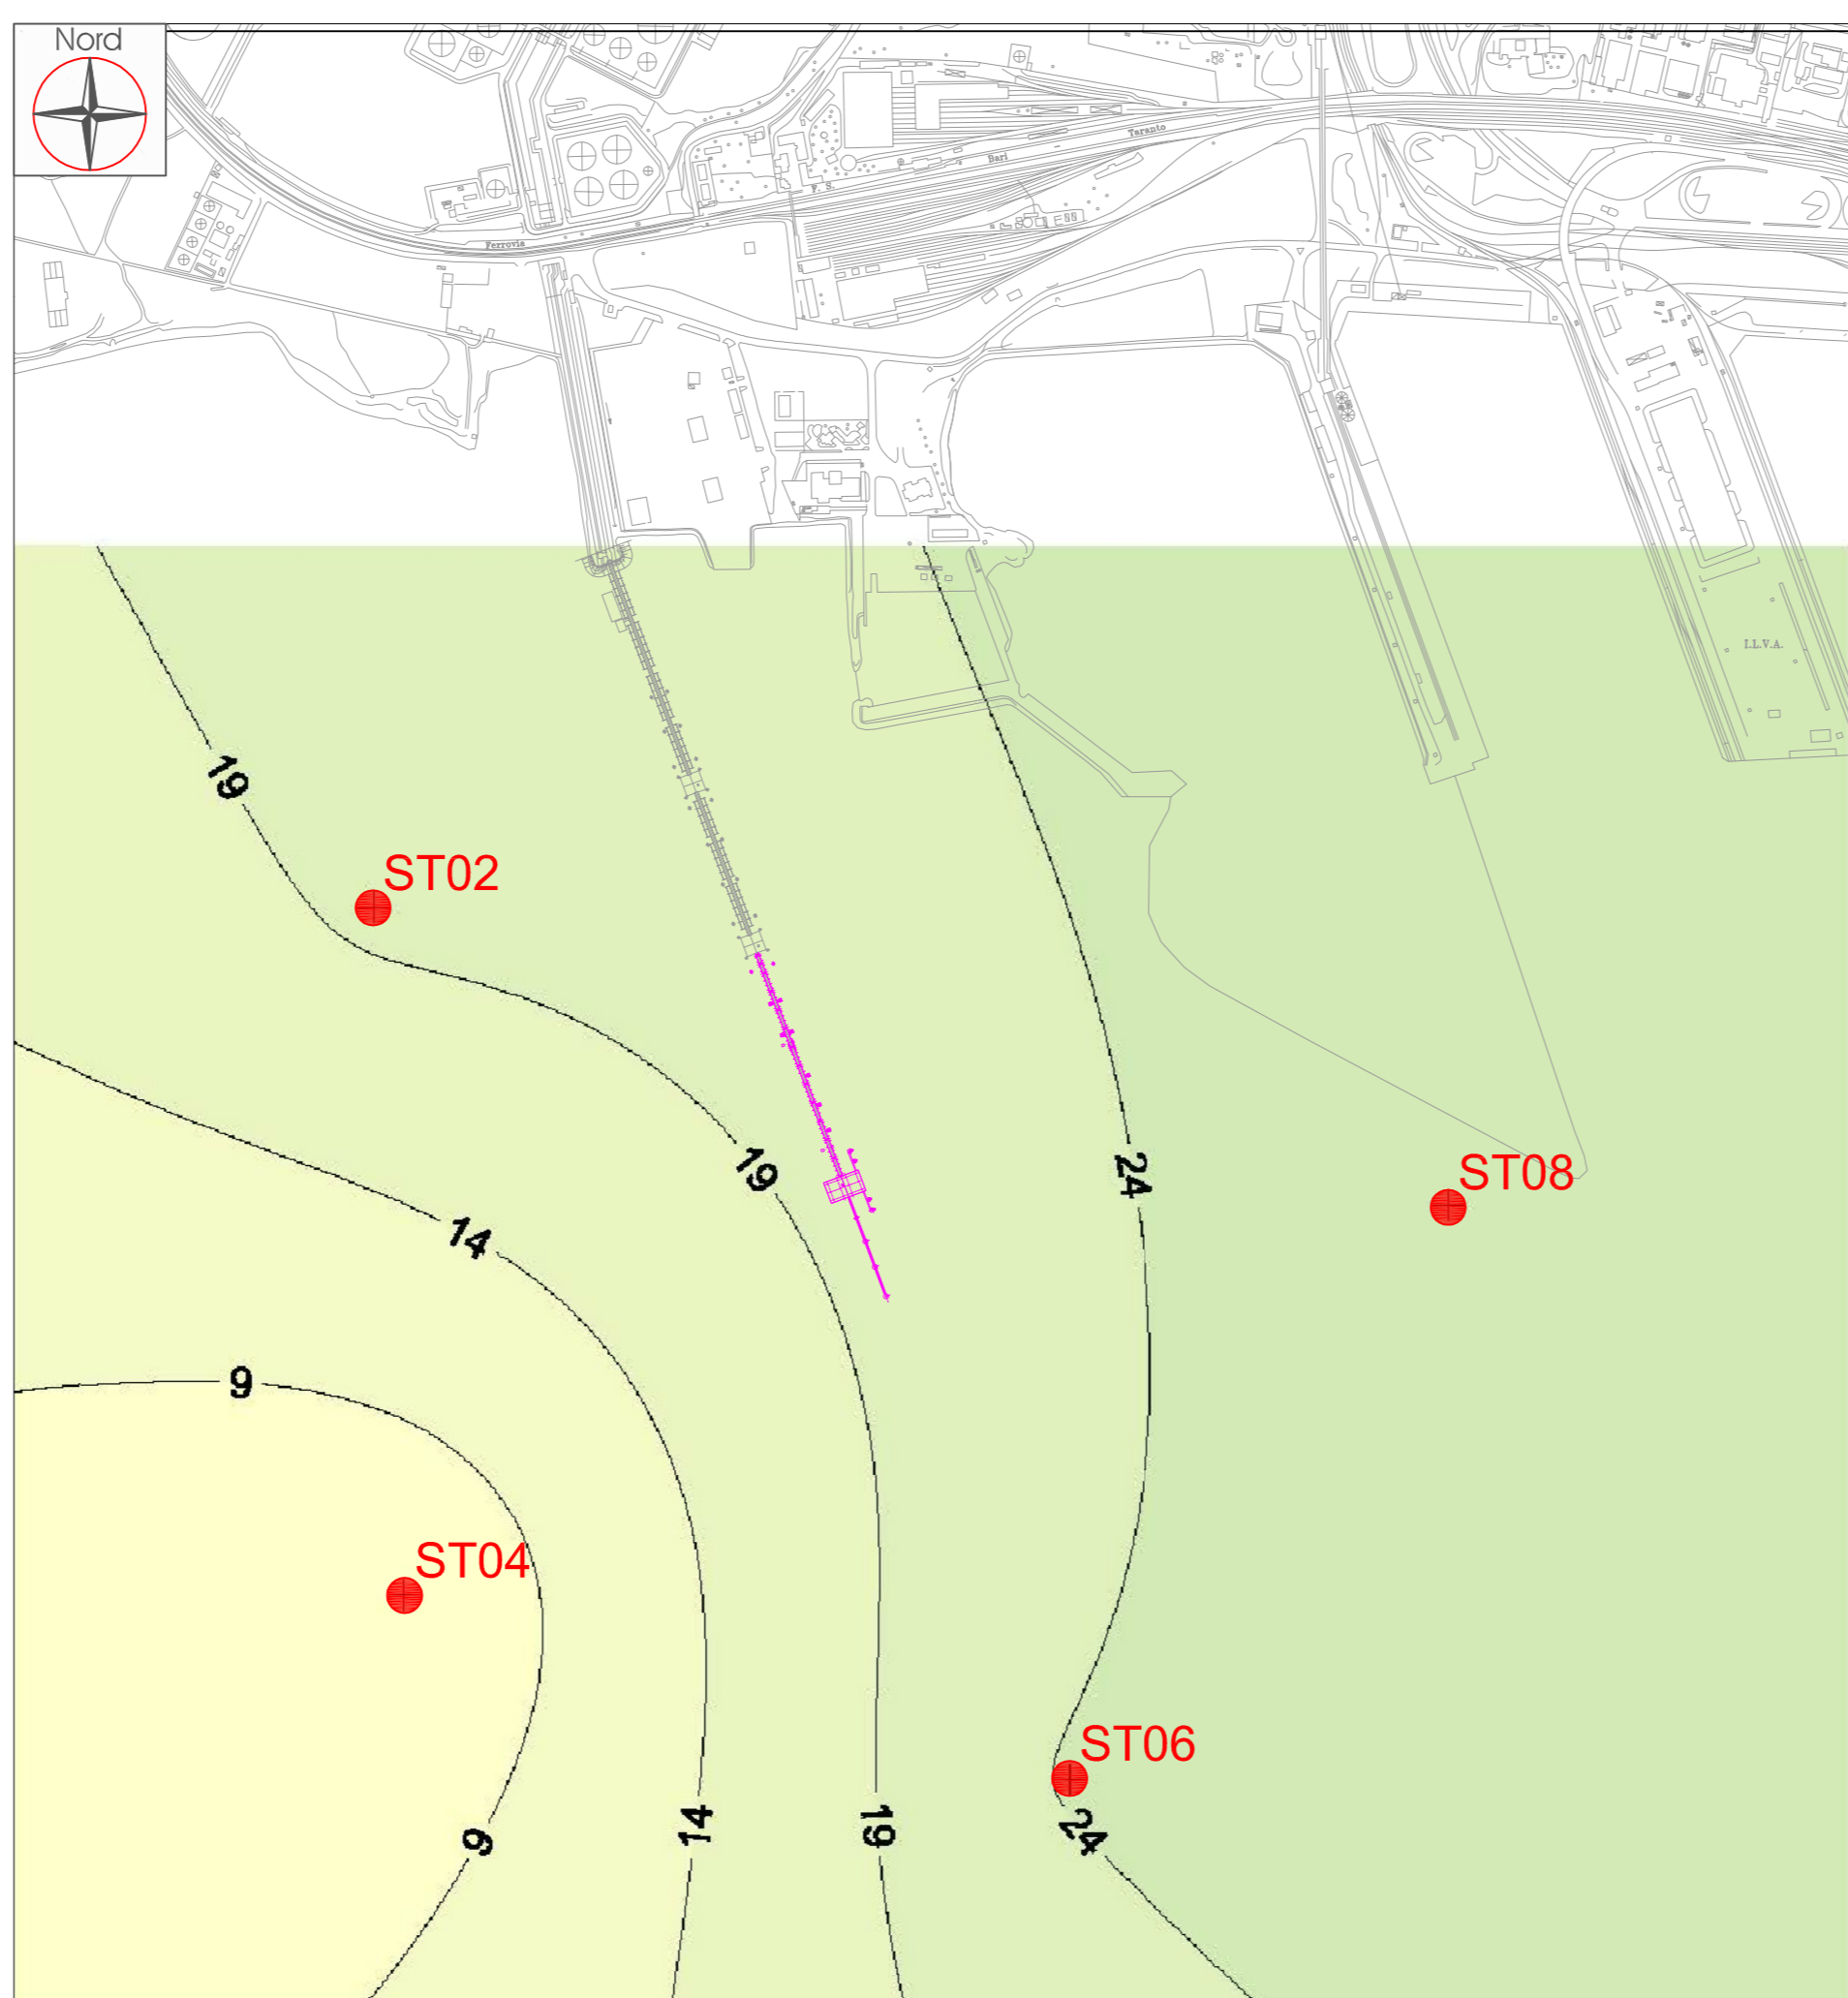 Nord
Taranto
Bari
F. S.
Ferrovia
I.L.V.A.
19
ST02
19
24
ST08
14
9
ST04
ST06
14
19
24
9